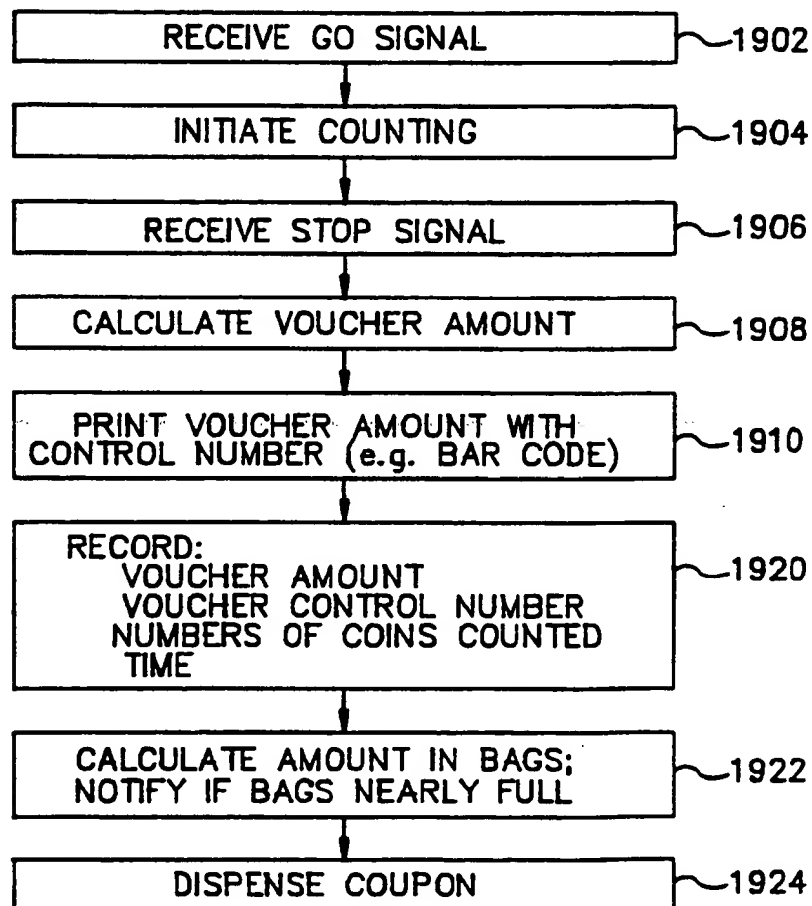 RECEIVE GO SIGNAL 1902
INITIATE COUNTING 1904
RECEIVE STOP SIGNAL 1906
CALCULATE VOUCHER AMOUNT 1908
PRINT VOUCHER AMOUNT WITH
CONTROL NUMBER (e.g. BAR CODE) 1910
RECORD: 1920
VOUCHER AMOUNT
VOUCHER CONTROL NUMBER
NUMBERS OF COINS COUNTED
TIME
CALCULATE AMOUNT IN BAGS; 1922
NOTIFY IF BAGS NEARLY FULL
DISPENSE COUPON 1924